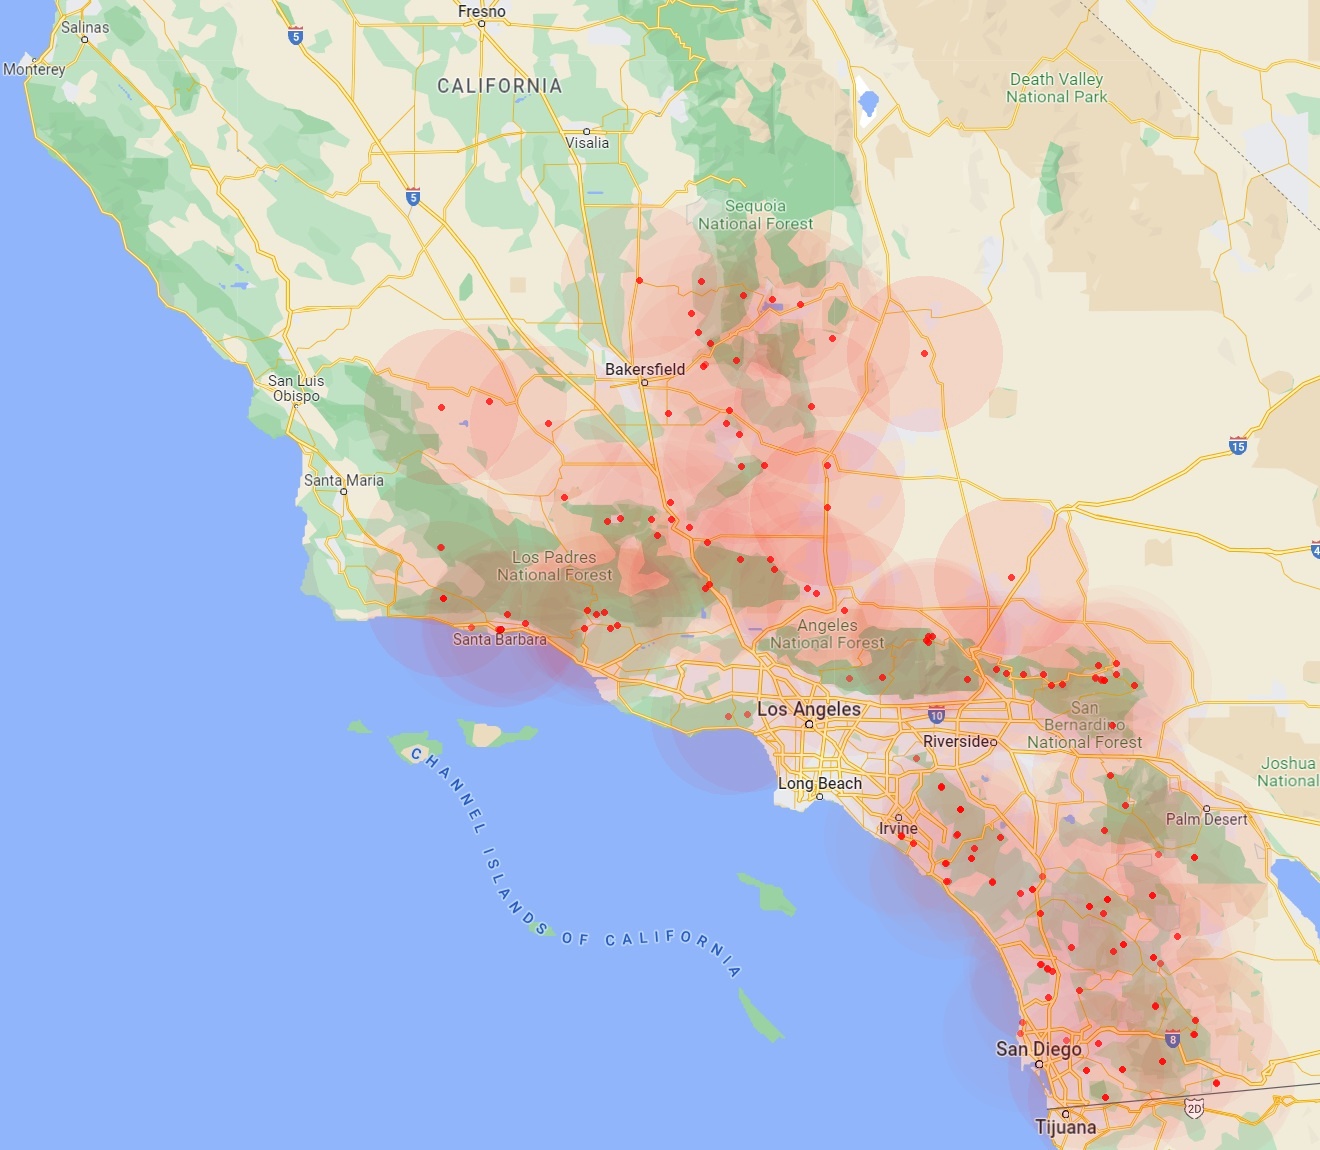 Fresno
Salinas
5
Monterey
CALIFORNIA
Death Valley
National Park
Visalia
5
Sequoia
National Forest
Bakersfield
San Luis
Obispo
15
Santa Maria
4
Los Padres
National Forest
Santa Barbara
Angeles
National Forest
Los Angeles
10
San
Bernardino
National Forest
Riverside
Joshua
National
Long Beach
Palm Desert
Irvine
CHANNEL ISLANDS OF CALIFORNIA
San Diego
8
2D
Tijuana